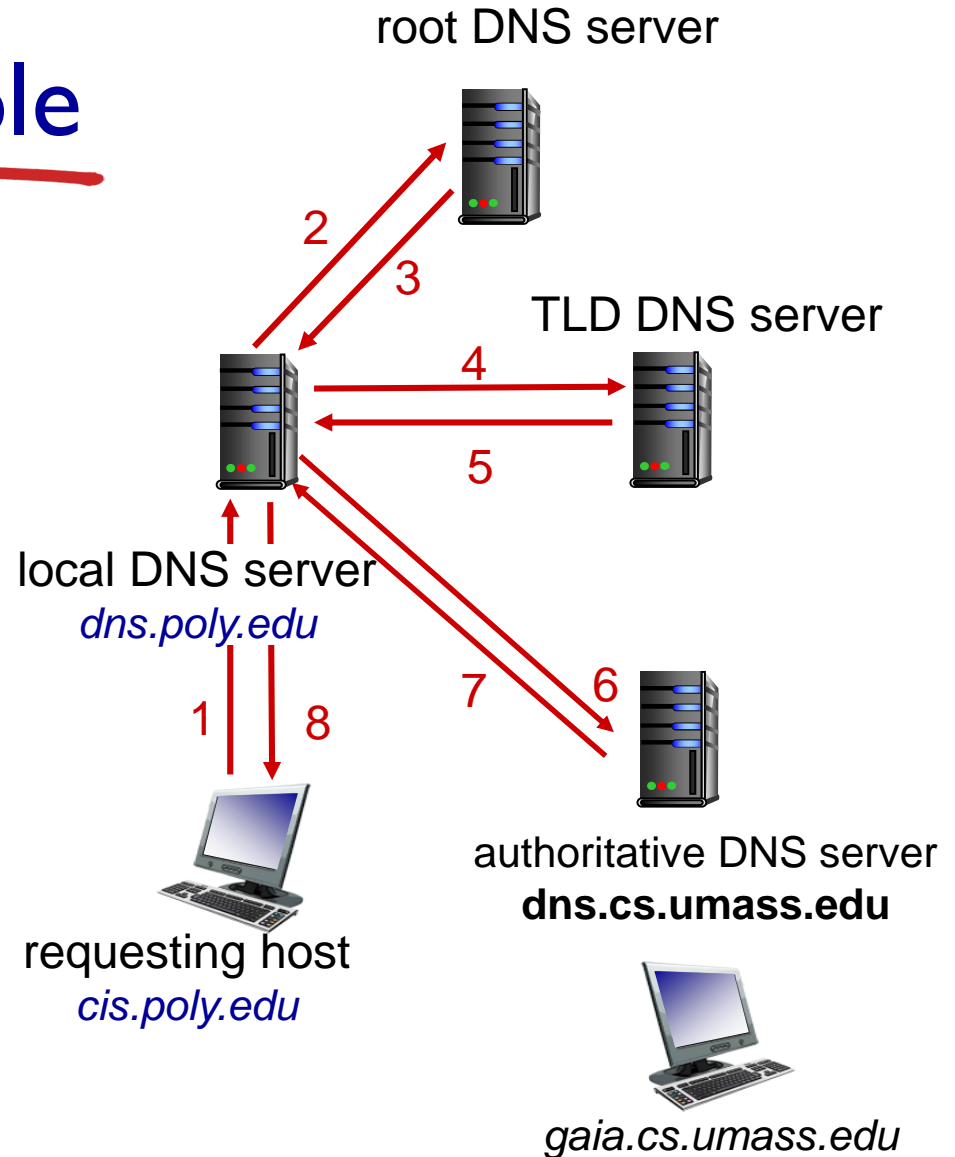 root DNS server
2
3
TLD DNS server
4
5
local DNS server
dns.poly.edu
1
8
7
6
authoritative DNS server
dns.cs.umass.edu
requesting host
cis.poly.edu
gaia.cs.umass.edu